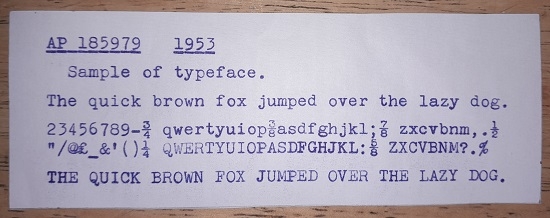 AP 185979 1953
Sample of typeface.
The quick brown fox jumped over the lazy dog.
23456789-¾ qwertyuiop⅜asdfghjkl;⅞ zxcvbnm,.½
"/@£_&'()¼ QWERTYUIOPASDFGHJKL:⅝ ZXCVBNM?.%
THE QUICK BROWN FOX JUMPED OVER THE LAZY DOG.